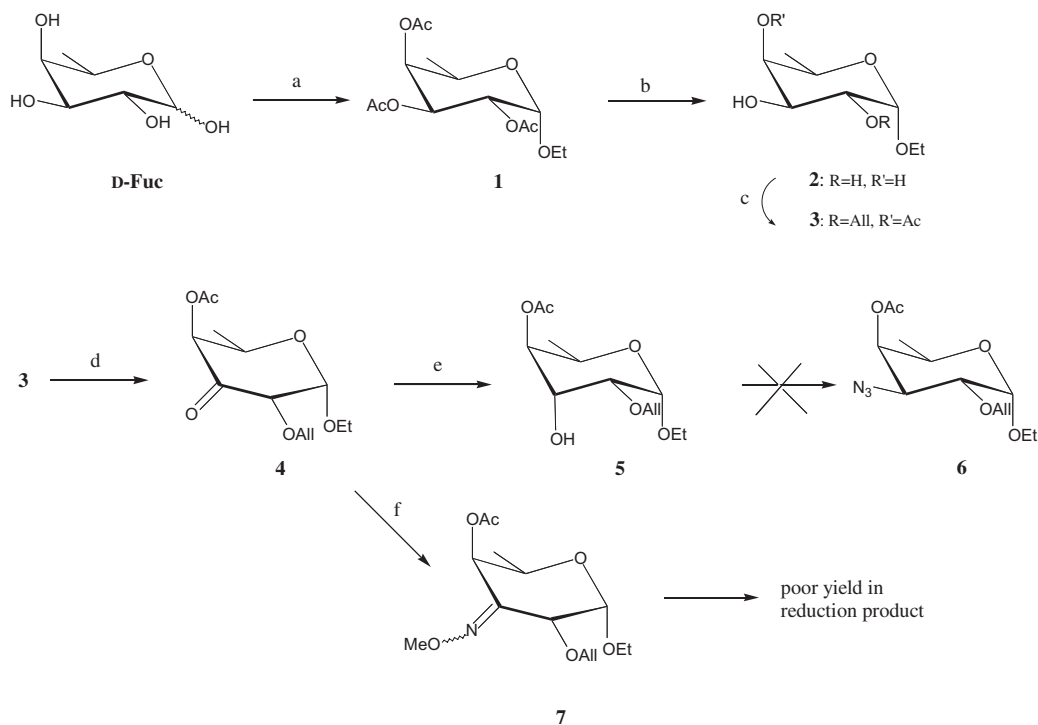 OH
O
HO
OH
OH
D-Fuc
a
OAc
O
AcO
OAc
OEt
1
b
OR'
O
HO
OR
OEt
2: R=H, R'=H
c
3: R=All, R'=Ac
3
d
OAc
O
O
OAll
OEt
4
e
OAc
O
OAll
OEt
OH
5
OAc
O
N3
OAll
OEt
6
f
OAc
O
MeO
N
OAll
OEt
7
poor yield in
reduction product